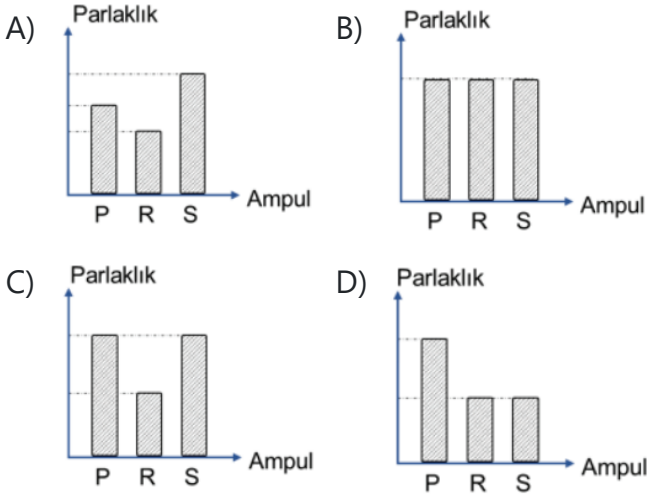 A)
Parlaklık
Ampul
P R S
B)
Parlaklık
Ampul
P R S
C)
Parlaklık
Ampul
P R S
D)
Parlaklık
Ampul
P R S